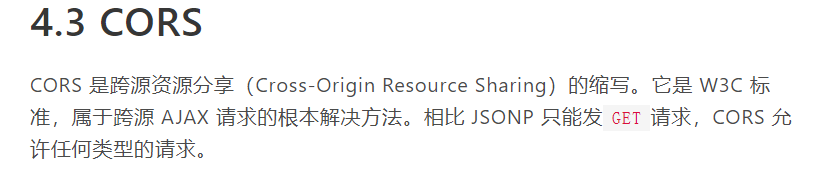 4.3 CORS
CORS 是跨源资源分享（Cross-Origin Resource Sharing）的缩写。它是 W3C 标
准，属于跨源 AJAX 请求的根本解决方法。相比 JSONP 只能发 GET 请求，CORS 允
许任何类型的请求。